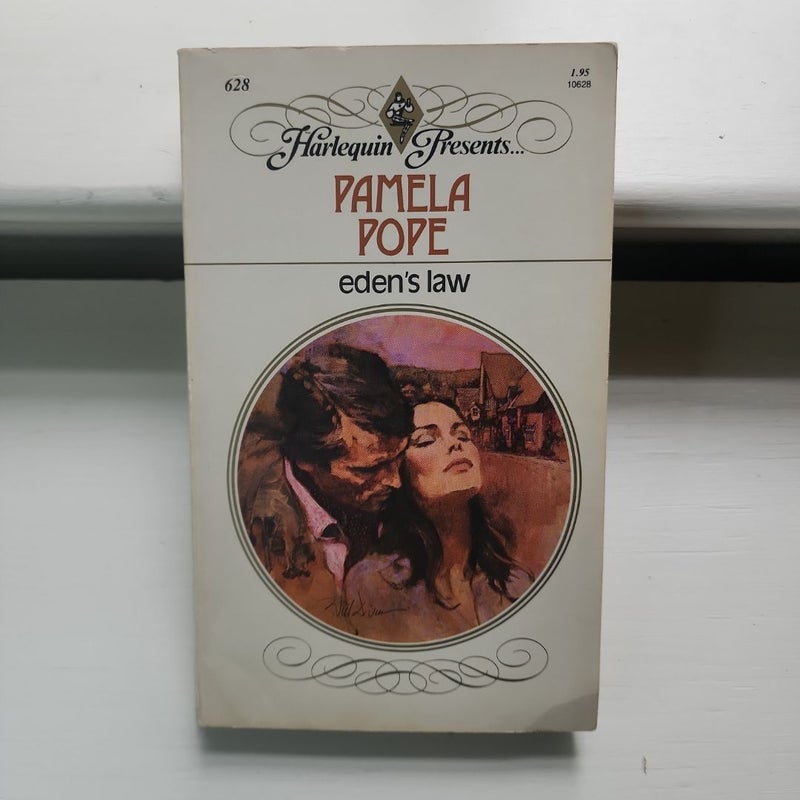 628
1.95
10628
Harlequin Presents...
PAMELA
POPE
eden's law